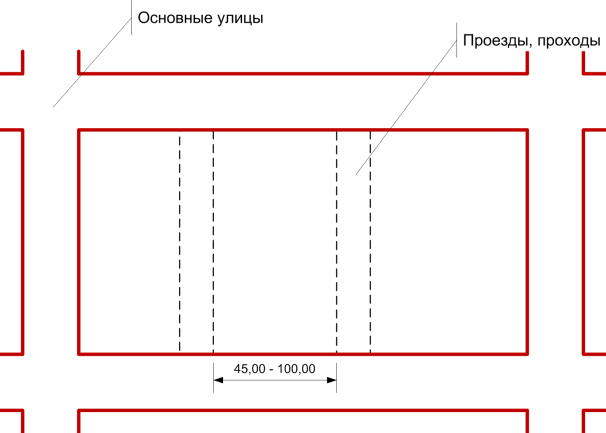 Основные улицы
Проезды, проходы
45,00 - 100,00